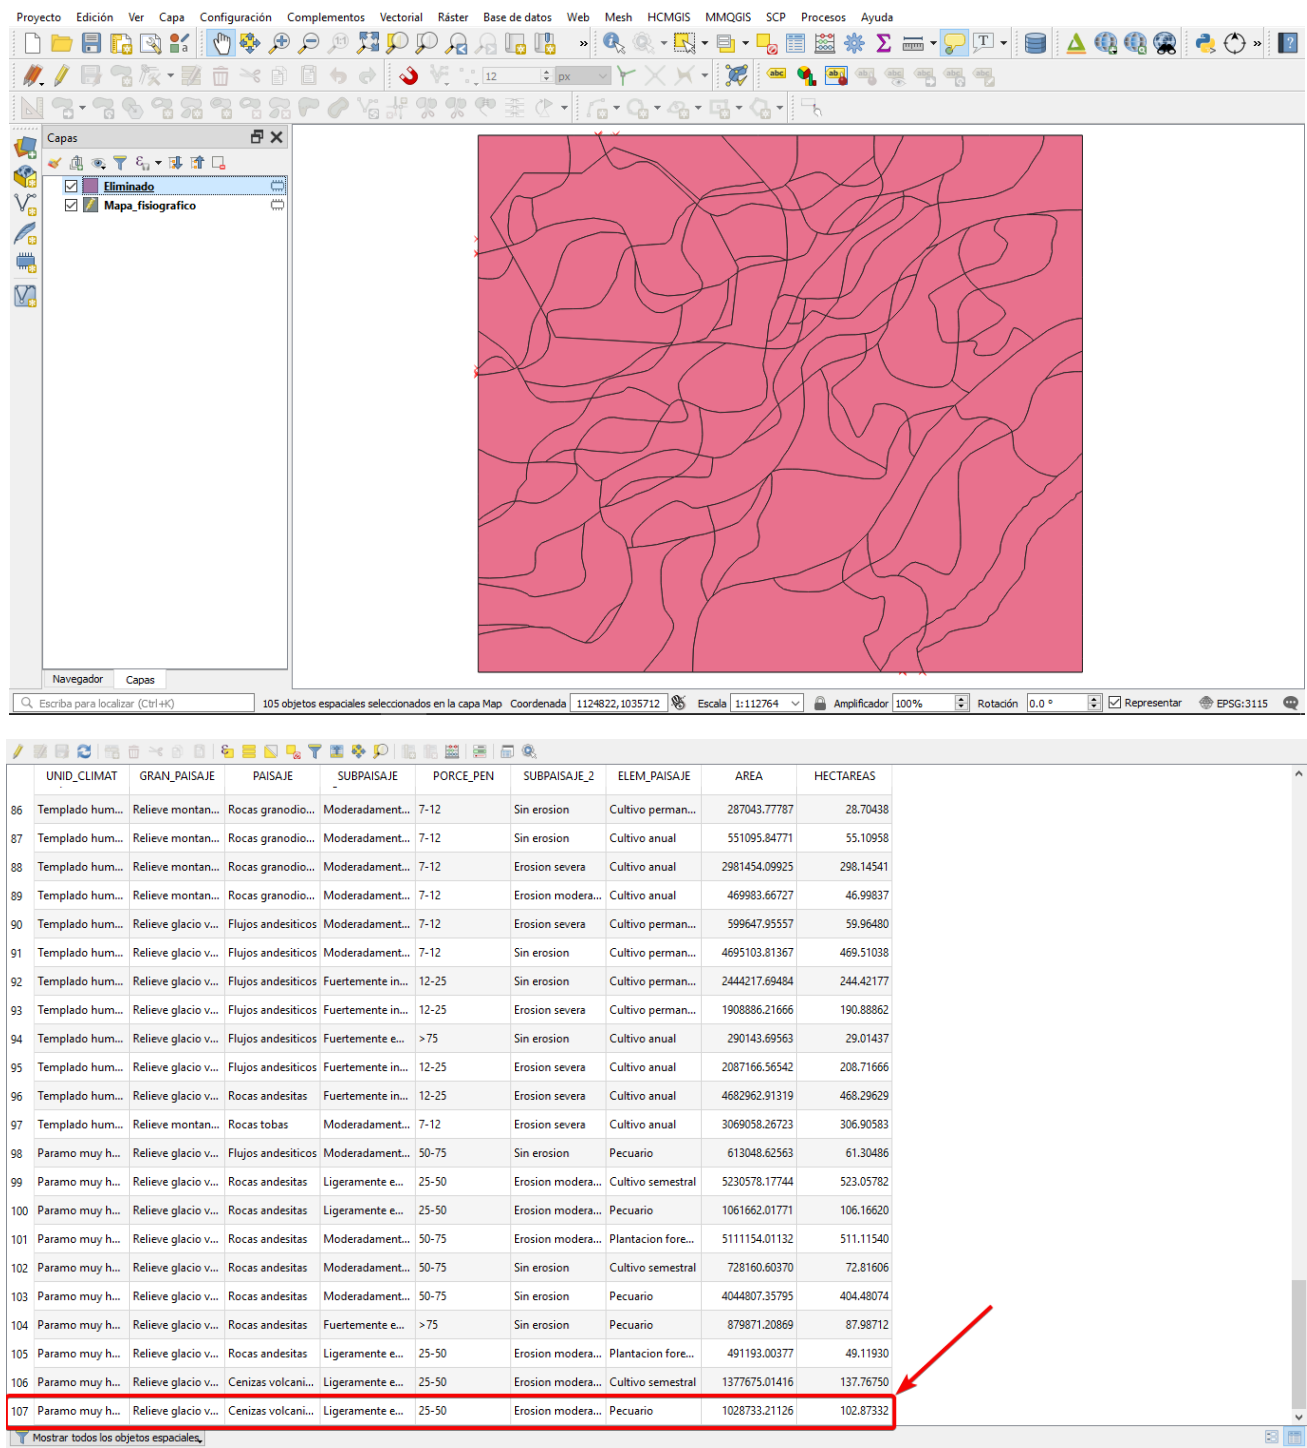 Proyecto Edición Ver Capa Configuración Complementos Vectorial Ráster Base de datos Web Mesh HCMGIS MMQGIS SCP Procesos Ayuda
12 px
Capas
Eliminado
Mapa_fisiografico
Navegador Capas
Escriba para localizar (Ctrl+K) 105 objetos espaciales seleccionados en la capa Map Coordenada 1124822,1035712 Escala 1:112764 Amplificador 100% Rotación 0.0 ° Representar EPSG:3115
UNID_CLIMAT GRAN_PAISAJE PAISAJE SUBPAISAJE PORCE_PEN SUBPAISAJE_2 ELEM_PAISAJE AREA HECTAREAS
86 Templado hum... Relieve montan... Rocas granodio... Moderadament... 7-12 Sin erosion Cultivo perman... 287043.77787 28.70438
87 Templado hum... Relieve montan... Rocas granodio... Moderadament... 7-12 Sin erosion Cultivo anual 551095.84771 55.10958
88 Templado hum... Relieve montan... Rocas granodio... Moderadament... 7-12 Erosion severa Cultivo anual 2981454.09925 298.14541
89 Templado hum... Relieve montan... Rocas granodio... Moderadament... 7-12 Erosion modera... Cultivo anual 469983.66727 46.99837
90 Templado hum... Relieve glacio v... Flujos andesiticos Moderadament... 7-12 Erosion severa Cultivo perman... 599647.95557 59.96480
91 Templado hum... Relieve glacio v... Flujos andesiticos Moderadament... 7-12 Sin erosion Cultivo perman... 4695103.81367 469.51038
92 Templado hum... Relieve glacio v... Flujos andesiticos Fuertemente in... 12-25 Sin erosion Cultivo perman... 2444217.69484 244.42177
93 Templado hum... Relieve glacio v... Flujos andesiticos Fuertemente in... 12-25 Erosion severa Cultivo perman... 1908886.21666 190.88862
94 Templado hum... Relieve glacio v... Flujos andesiticos Fuertemente e... >75 Sin erosion Cultivo anual 290143.69563 29.01437
95 Templado hum... Relieve glacio v... Flujos andesiticos Fuertemente in... 12-25 Erosion severa Cultivo anual 2087166.56542 208.71666
96 Templado hum... Relieve glacio v... Rocas andesitas Fuertemente in... 12-25 Erosion severa Cultivo anual 4682962.91319 468.29629
97 Templado hum... Relieve montan... Rocas tobas Moderadament... 7-12 Erosion severa Cultivo anual 3069058.26723 306.90583
98 Paramo muy h... Relieve glacio v... Flujos andesiticos Moderadament... 50-75 Sin erosion Pecuario 613048.62563 61.30486
99 Paramo muy h... Relieve glacio v... Rocas andesitas Ligeramente e... 25-50 Erosion modera... Cultivo semestral 5230578.17744 523.05782
100 Paramo muy h... Relieve glacio v... Rocas andesitas Ligeramente e... 25-50 Erosion modera... Pecuario 1061662.01771 106.16620
101 Paramo muy h... Relieve glacio v... Rocas andesitas Moderadament... 50-75 Erosion modera... Plantacion fore... 5111154.01132 511.11540
102 Paramo muy h... Relieve glacio v... Rocas andesitas Moderadament... 50-75 Sin erosion Cultivo semestral 728160.60370 72.81606
103 Paramo muy h... Relieve glacio v... Rocas andesitas Moderadament... 50-75 Sin erosion Pecuario 4044807.35795 404.48074
104 Paramo muy h... Relieve glacio v... Rocas andesitas Fuertemente e... >75 Sin erosion Pecuario 879871.20869 87.98712
105 Paramo muy h... Relieve glacio v... Rocas andesitas Ligeramente e... 25-50 Erosion modera... Plantacion fore... 491193.00377 49.11930
106 Paramo muy h... Relieve glacio v... Cenizas volcani... Ligeramente e... 25-50 Erosion modera... Cultivo semestral 1377675.01416 137.76750
107 Paramo muy h... Relieve glacio v... Cenizas volcani... Ligeramente e... 25-50 Erosion modera... Pecuario 1028733.21126 102.87332
Mostrar todos los objetos espaciales